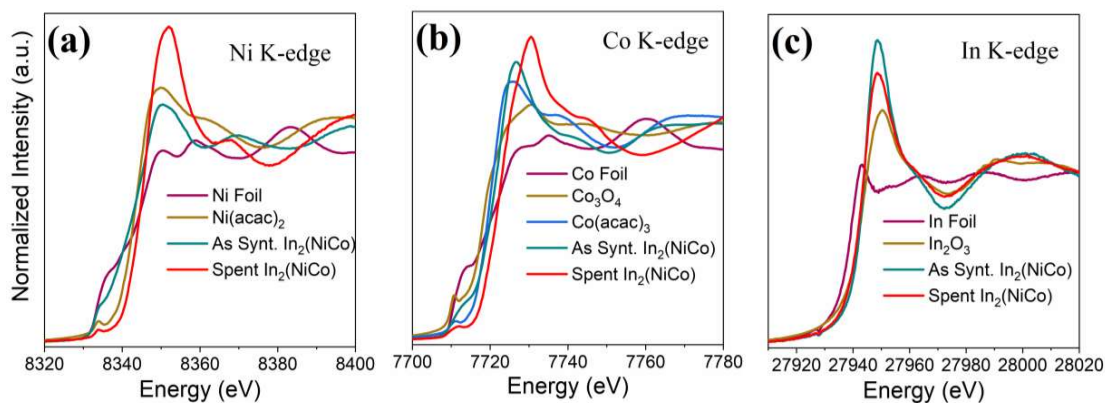 (a)
Ni K-edge
Ni Foil
Ni(acac)₂
As Synt. In₂(NiCo)
Spent In₂(NiCo)
Normalized Intensity (a.u.)
8320 8340 8360 8380 8400
Energy (eV)
(b)
Co K-edge
Co Foil
Co₃O₄
Co(acac)₃
As Synt. In₂(NiCo)
Spent In₂(NiCo)
7700 7720 7740 7760 7780
Energy (eV)
(c)
In K-edge
In Foil
In₂O₃
As Synt. In₂(NiCo)
Spent In₂(NiCo)
27920 27940 27960 27980 28000 28020
Energy (eV)